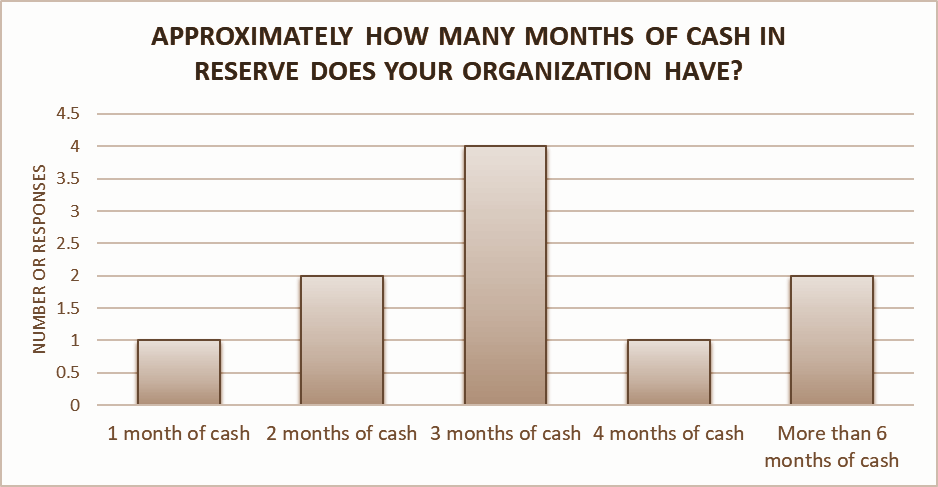 APPROXIMATELY HOW MANY MONTHS OF CASH IN
RESERVE DOES YOUR ORGANIZATION HAVE?
NUMBER OR RESPONSES
4.5
4
3.5
3
2.5
2
1.5
1
0.5
0
1 month of cash
2 months of cash
3 months of cash
4 months of cash
More than 6
months of cash